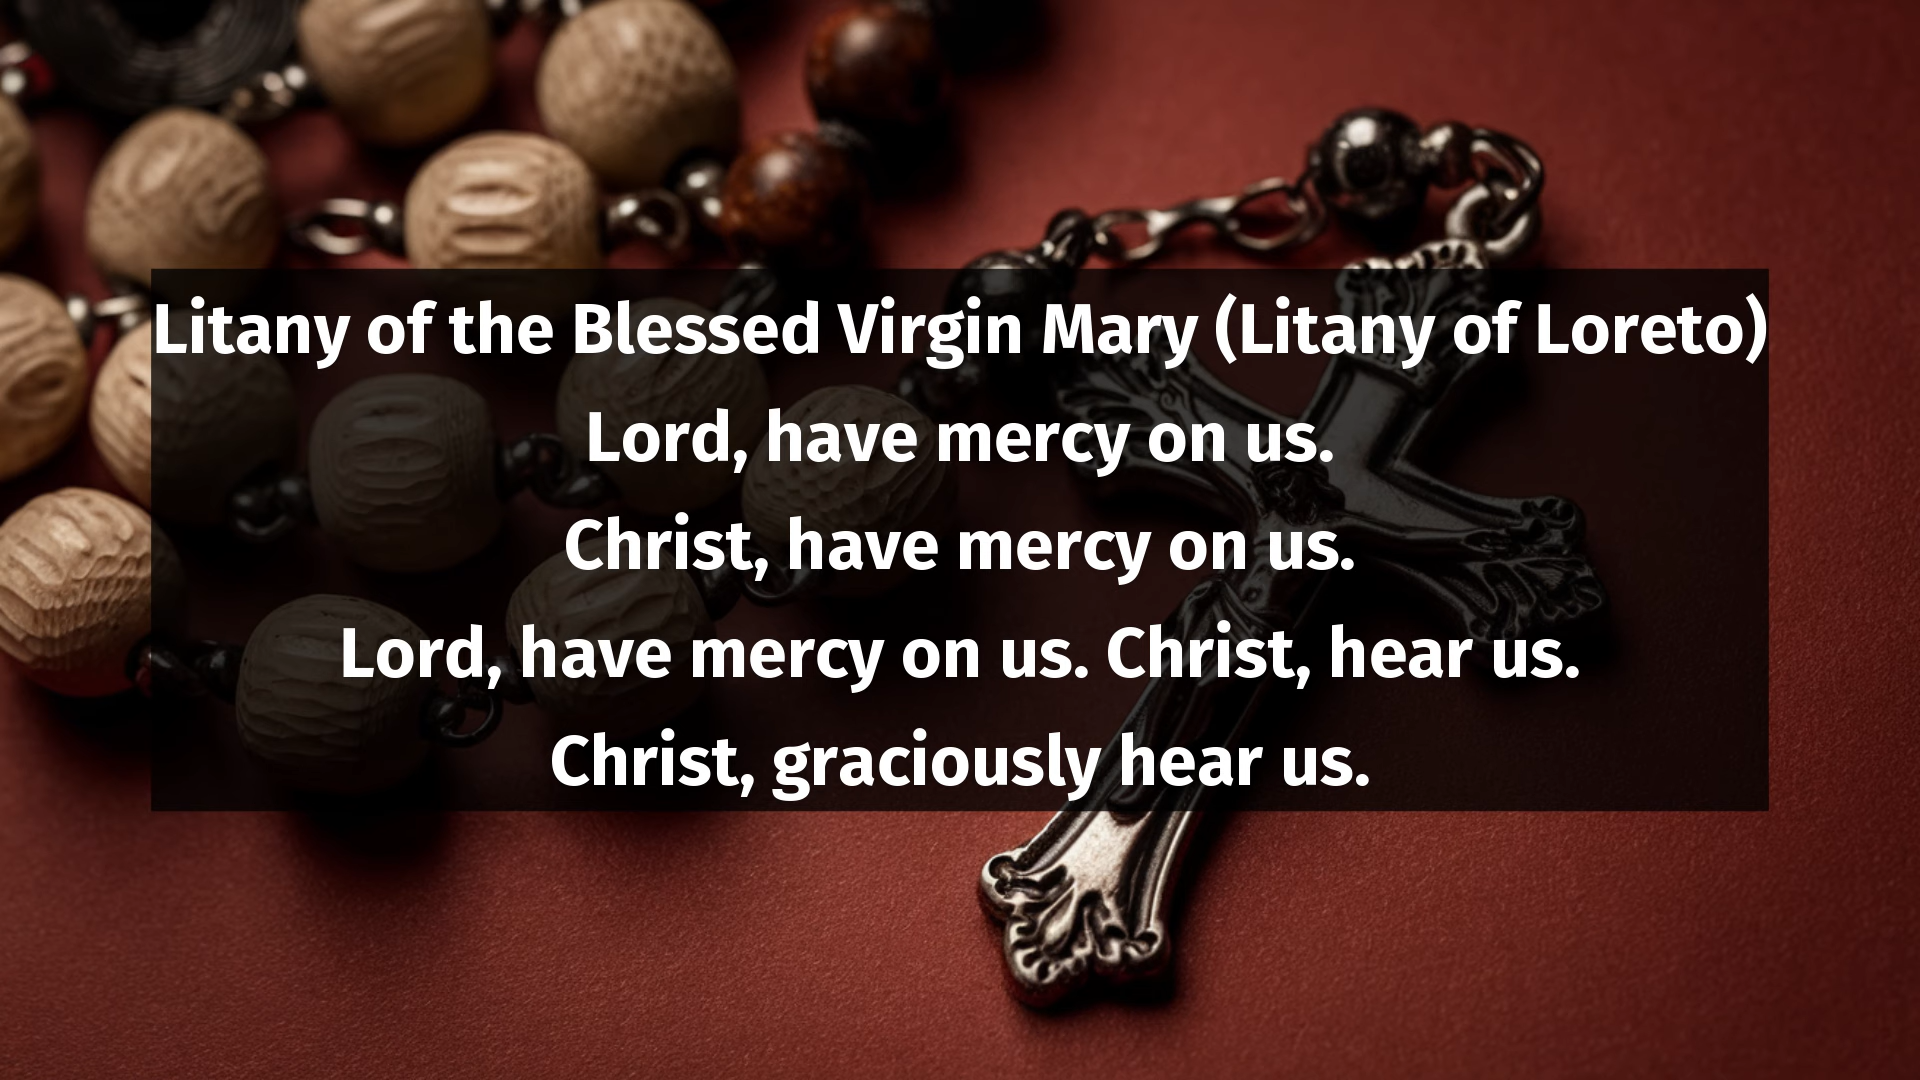 Litany of the Blessed Virgin Mary (Litany of Loreto)
Lord, have mercy on us.
Christ, have mercy on us.
Lord, have mercy on us. Christ, hear us.
Christ, graciously hear us.